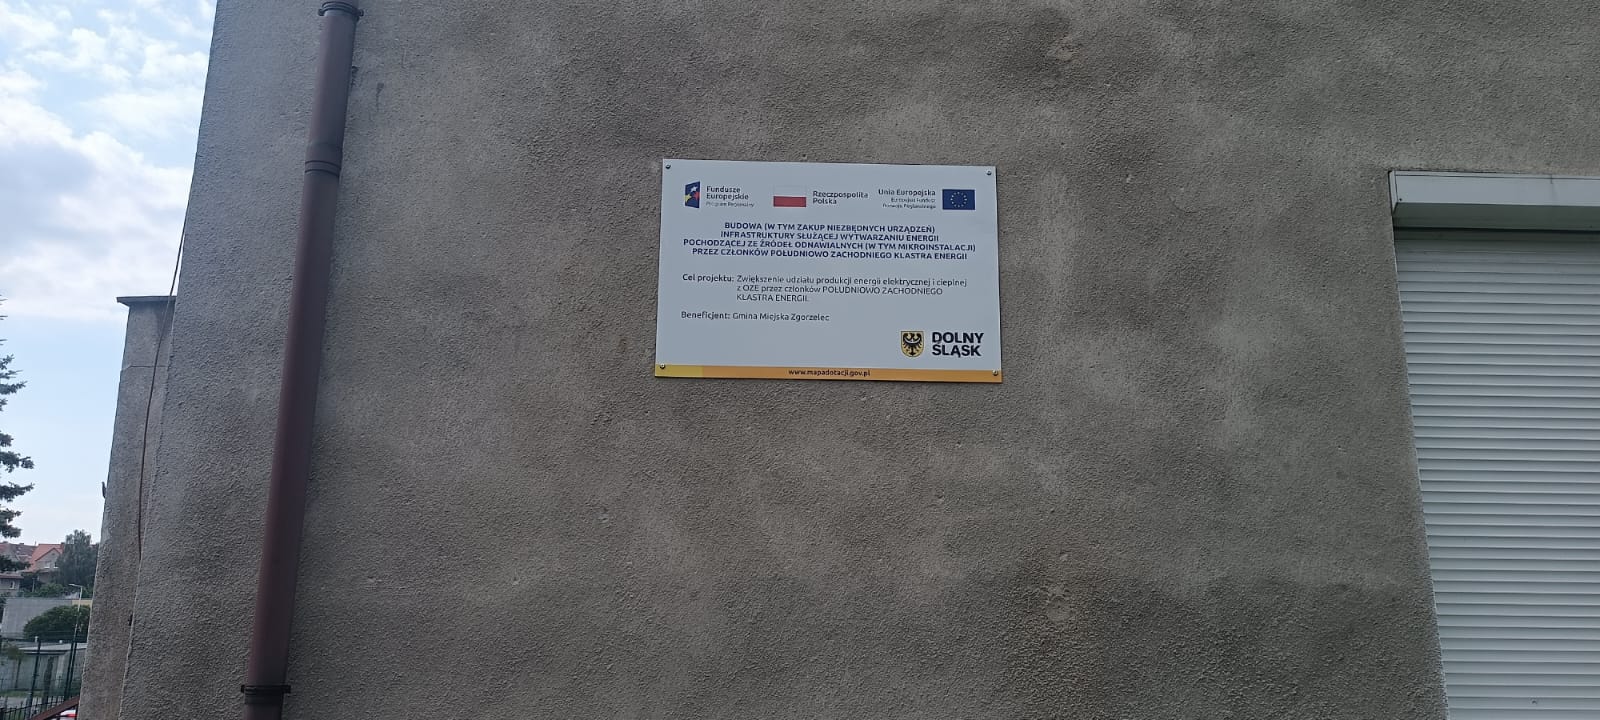 Fundusze
Europejskie
Program Regionalny
Rzeczpospolita
Polska
Unia Europejska
Europejski Fundusz
Rozwoju Regionalnego
BUDOWA (W TYM ZAKUP NIEZBĘDNYCH URZĄDZEŃ)
INFRASTRUKTURY SŁUŻĄCEJ WYTWARZANIU ENERGII
POCHODZĄCEJ ZE ŹRÓDEŁ ODNAWIALNYCH (W TYM MIKROINSTALACJI)
PRZEZ CZŁONKÓW POŁUDNIOWO ZACHODNIEGO KLASTRA ENERGII
Cel projektu: Zwiększenie udziału produkcji energii elektrycznej i cieplnej
z OZE przez członków POŁUDNIOWO ZACHODNIEGO
KLASTRA ENERGII.
Beneficjent: Gmina Miejska Zgorzelec
DOLNY
ŚLĄSK
www.mapadotacji.gov.pl